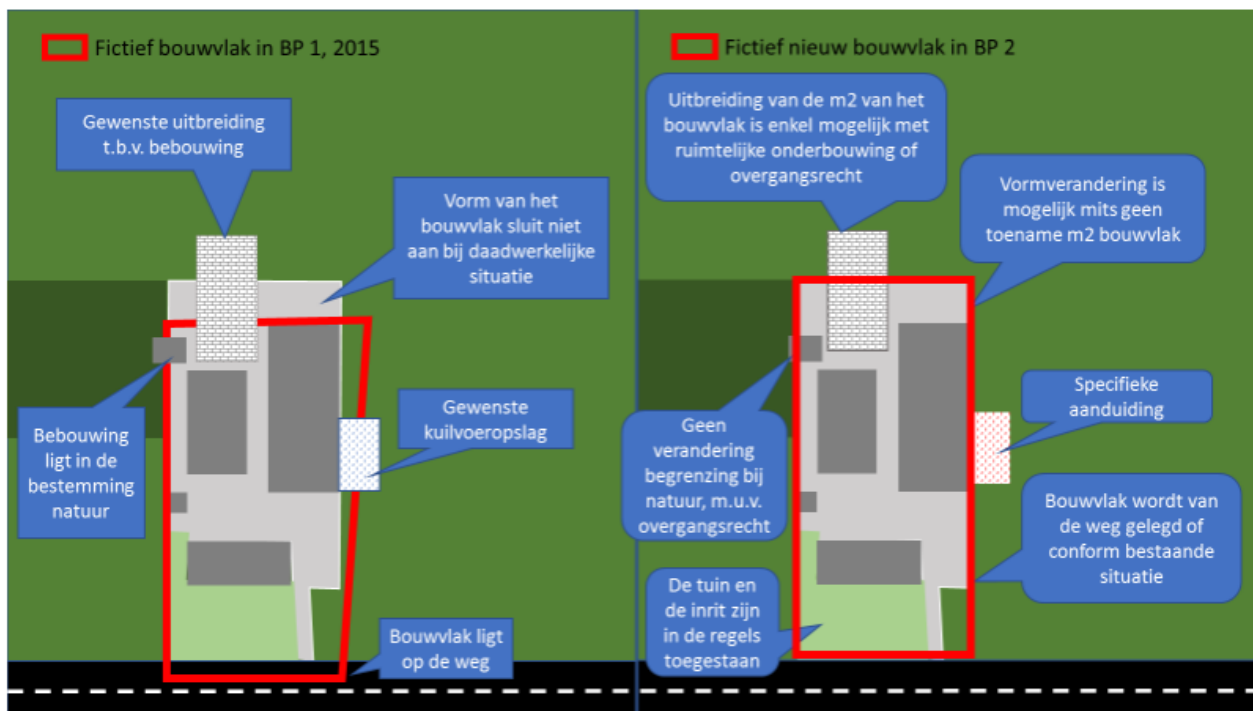 Fictief bouwvlak in BP 1, 2015
Gewenste uitbreiding
t.b.v. bebouwing
Vorm van het
bouwvlak sluit niet
aan bij daadwerkelijke
situatie
Gewenste
kuilvoeropslag
Bebouwing
ligt in de
bestemming
natuur
Bouwvlak ligt
op de weg
Fictief nieuw bouwvlak in BP 2
Uitbreiding van de m2 van het
bouwvlak is enkel mogelijk met
ruimtelijke onderbouwing of
overgangsrecht
Vormverandering is
mogelijk mits geen
toename m2 bouwvlak
Specifieke
aanduiding
Geen
verandering
begrenzing bij
natuur, m.u.v.
overgangsrecht
Bouwvlak wordt van
de weg gelegd of
conform bestaande
situatie
De tuin en
de inrit zijn
in de regels
toegestaan